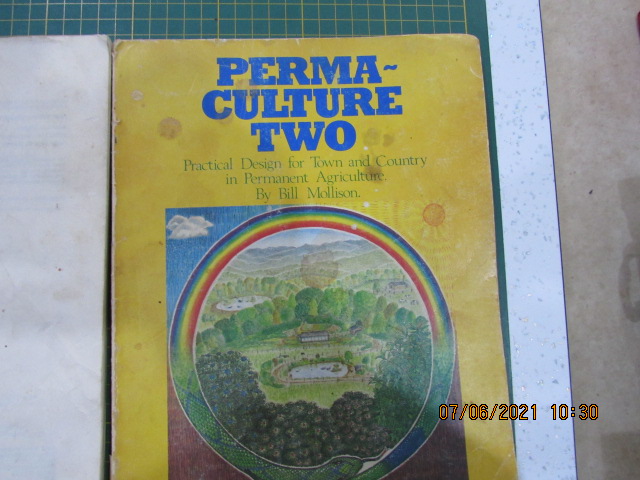 PERMA~
CULTURE
TWO
Practical Design for Town and Country
in Permanent Agriculture.
By Bill Mollison.
07/06/2021 10:30